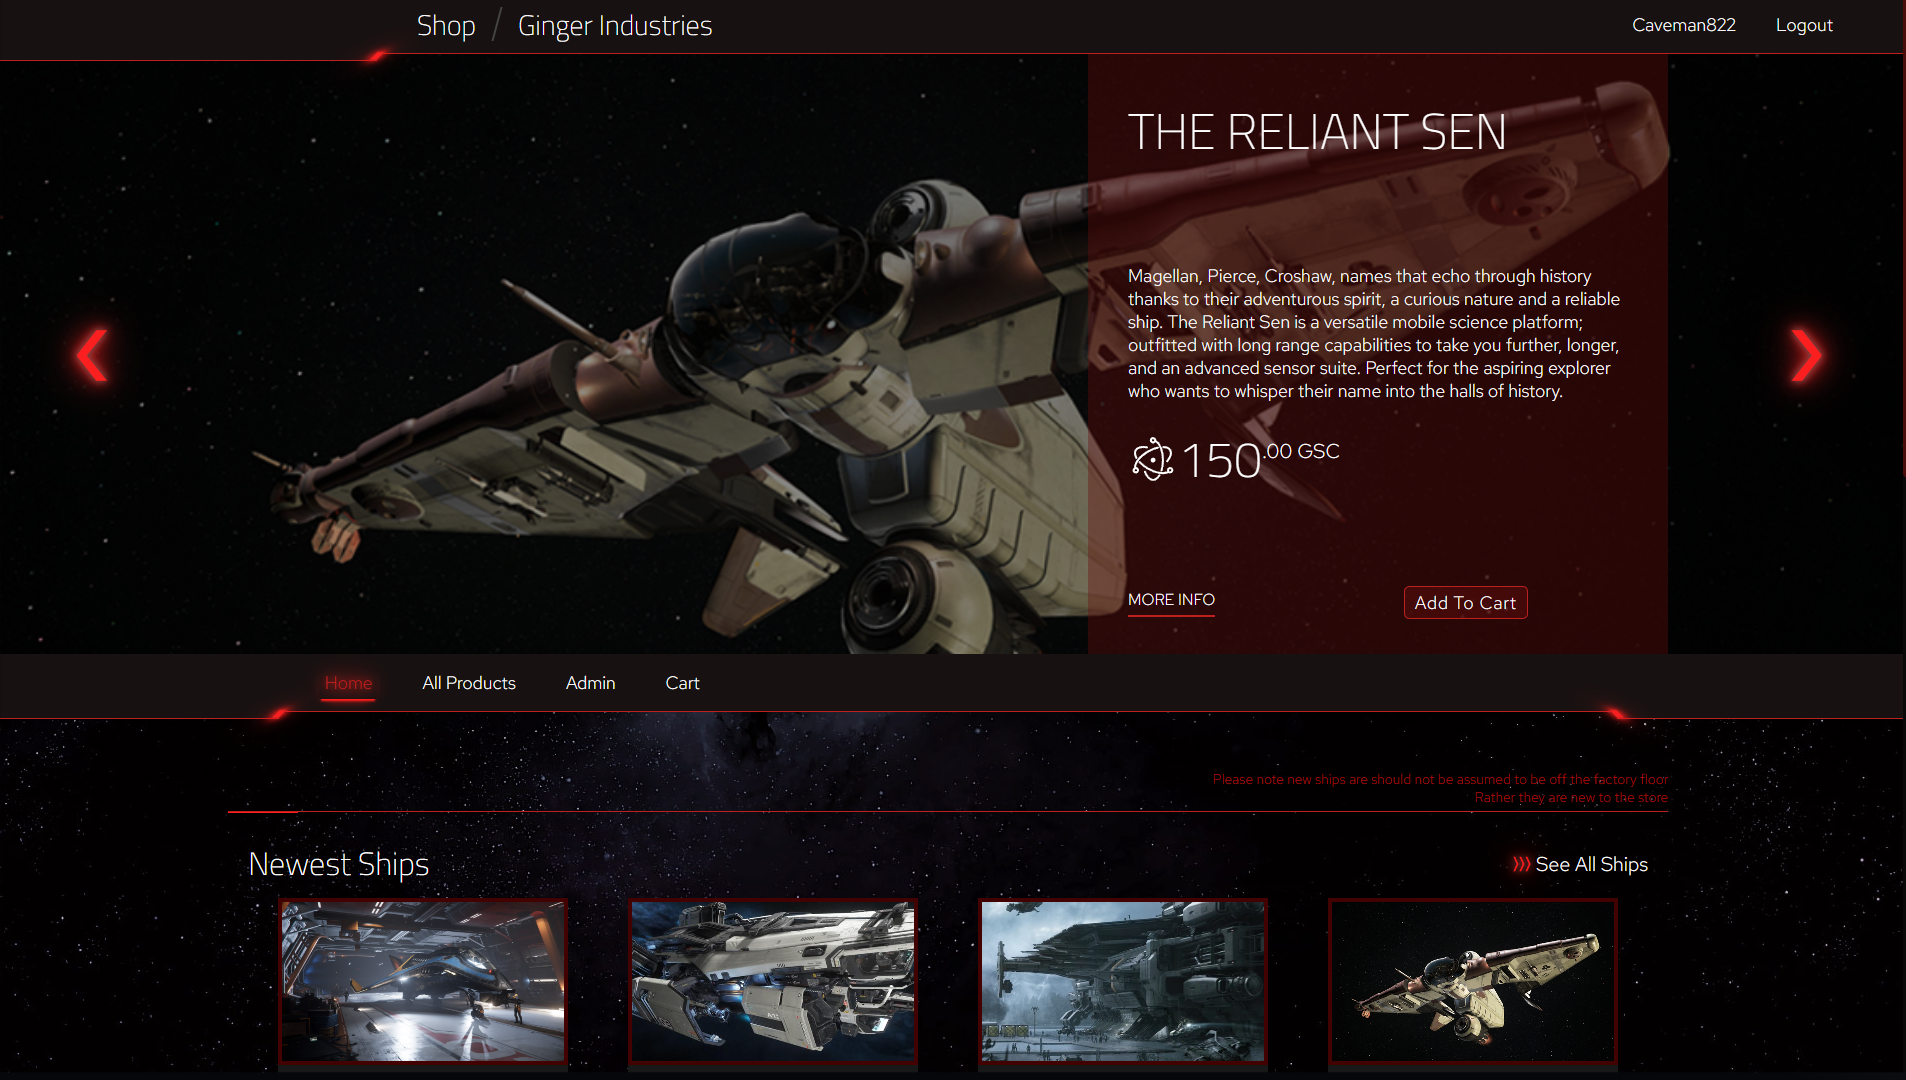 Shop / Ginger Industries
Caveman822
Logout
THE RELIANT SEN
Magellan, Pierce, Croshaw, names that echo through history
thanks to their adventurous spirit, a curious nature and a reliable
ship. The Reliant Sen is a versatile mobile science platform;
outfitted with long range capabilities to take you further, longer,
and an advanced sensor suite. Perfect for the aspiring explorer
who wants to whisper their name into the halls of history.
150.00 GSC
MORE INFO
Add To Cart
Home
All Products
Admin
Cart
Please note new ships are should not be assumed to be off the factory floor
Rather they are new to the store
Newest Ships
See All Ships